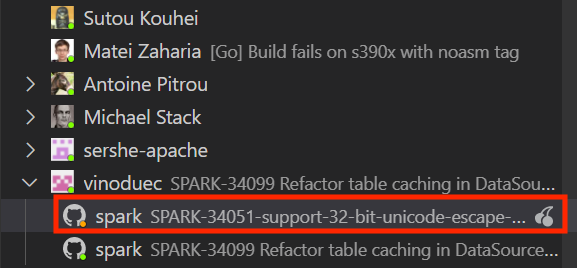 Sutou Kouhei
Matei Zaharia [Go] Build fails on s390x with noasm tag
Antoine Pitrou
Michael Stack
sershe-apache
vinoduec SPARK-34099 Refactor table caching in DataSou...
spark SPARK-34051-support-32-bit-unicode-escape-...
spark SPARK-34099 Refactor table caching in DataSource...